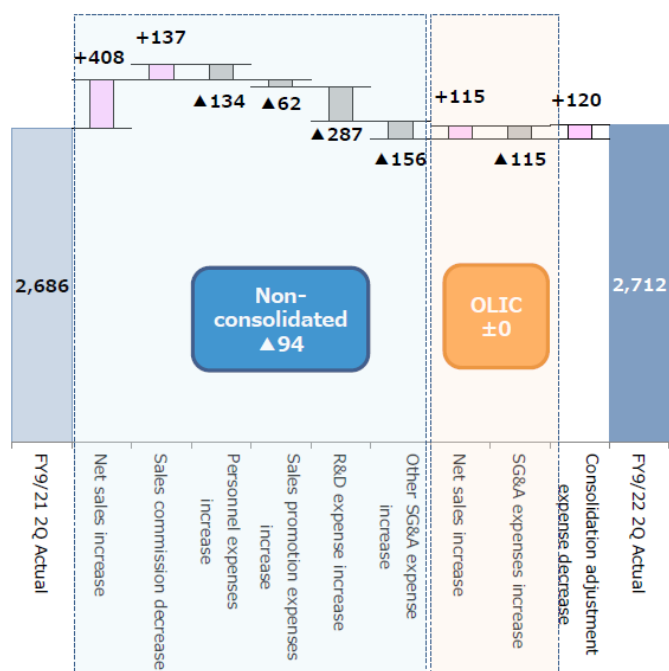 +408
+137
▲134
▲62
▲287
▲156
+115
▲115
+120
2,686
Non-
consolidated
▲94
OLIC
±0
2,712
FY9/21 2Q Actual
Net sales increase
Sales commission decrease
Personnel expenses
increase
Sales promotion expenses
increase
R&D expense increase
Other SG&A expense
increase
Net sales increase
SG&A expenses increase
Consolidation adjustment
expense decrease
FY9/22 2Q Actual